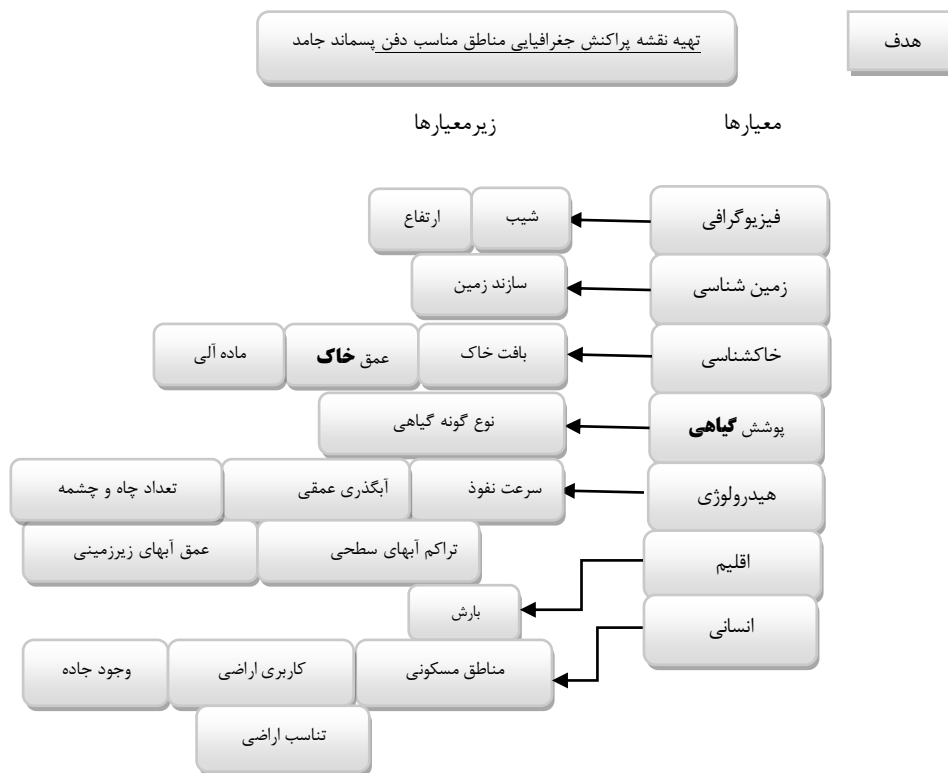 هدف
تهیه نقشه پراکنش جغرافیایی مناطق مناسب دفن پسماند جامد
معیارها
زیرمعیارها
فیزیوگرافی
شیب
ارتفاع
زمین شناسی
سازند زمین
خاکشناسی
بافت خاک
عمق خاک
ماده آلی
پوشش گیاهی
نوع گونه گیاهی
هیدرولوژی
سرعت نفوذ
آبگذری عمقی
تعداد چاه و چشمه
تراکم آبهای سطحی
عمق آبهای زیرزمینی
اقلیم
بارش
انسانی
مناطق مسکونی
کاربری اراضی
وجود جاده
تناسب اراضی